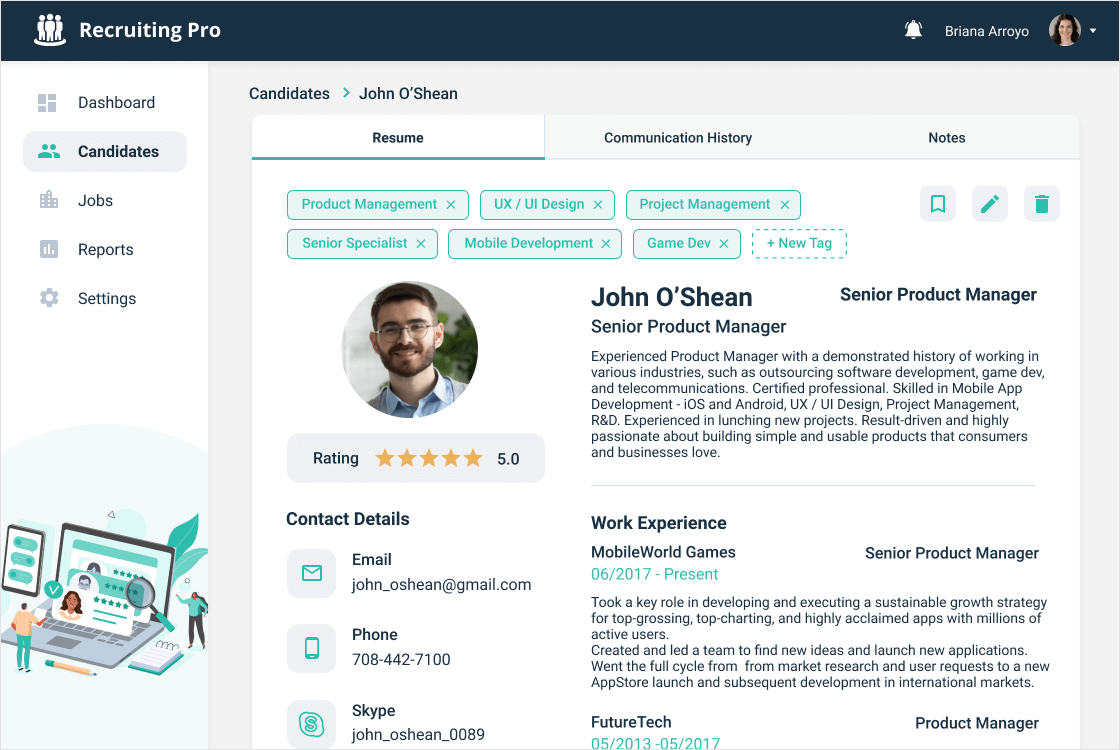 Recruiting Pro
Briana Arroyo
Dashboard
Candidates
Jobs
Reports
Settings
Candidates > John O’Shean
Resume
Communication History
Notes
Product Management ×
UX / UI Design ×
Project Management ×
Senior Specialist ×
Mobile Development ×
Game Dev ×
+ New Tag
Rating 5.0
Contact Details
Email
john_oshean@gmail.com
Phone
708-442-7100
Skype
john_oshean_0089
John O’Shean
Senior Product Manager
Senior Product Manager
Experienced Product Manager with a demonstrated history of working in
various industries, such as outsourcing software development, game dev,
and telecommunications. Certified professional. Skilled in Mobile App
Development - iOS and Android, UX / UI Design, Project Management,
R&D. Experienced in lunching new projects. Result-driven and highly
passionate about building simple and usable products that consumers
and businesses love.
Work Experience
MobileWorld Games
Senior Product Manager
06/2017 - Present
Took a key role in developing and executing a sustainable growth strategy
for top-grossing, top-charting, and highly acclaimed apps with millions of
active users.
Created and led a team to find new ideas and launch new applications.
Went the full cycle from  from market research and user requests to a new
AppStore launch and subsequent development in international markets.
FutureTech
Product Manager
05/2013 -05/2017